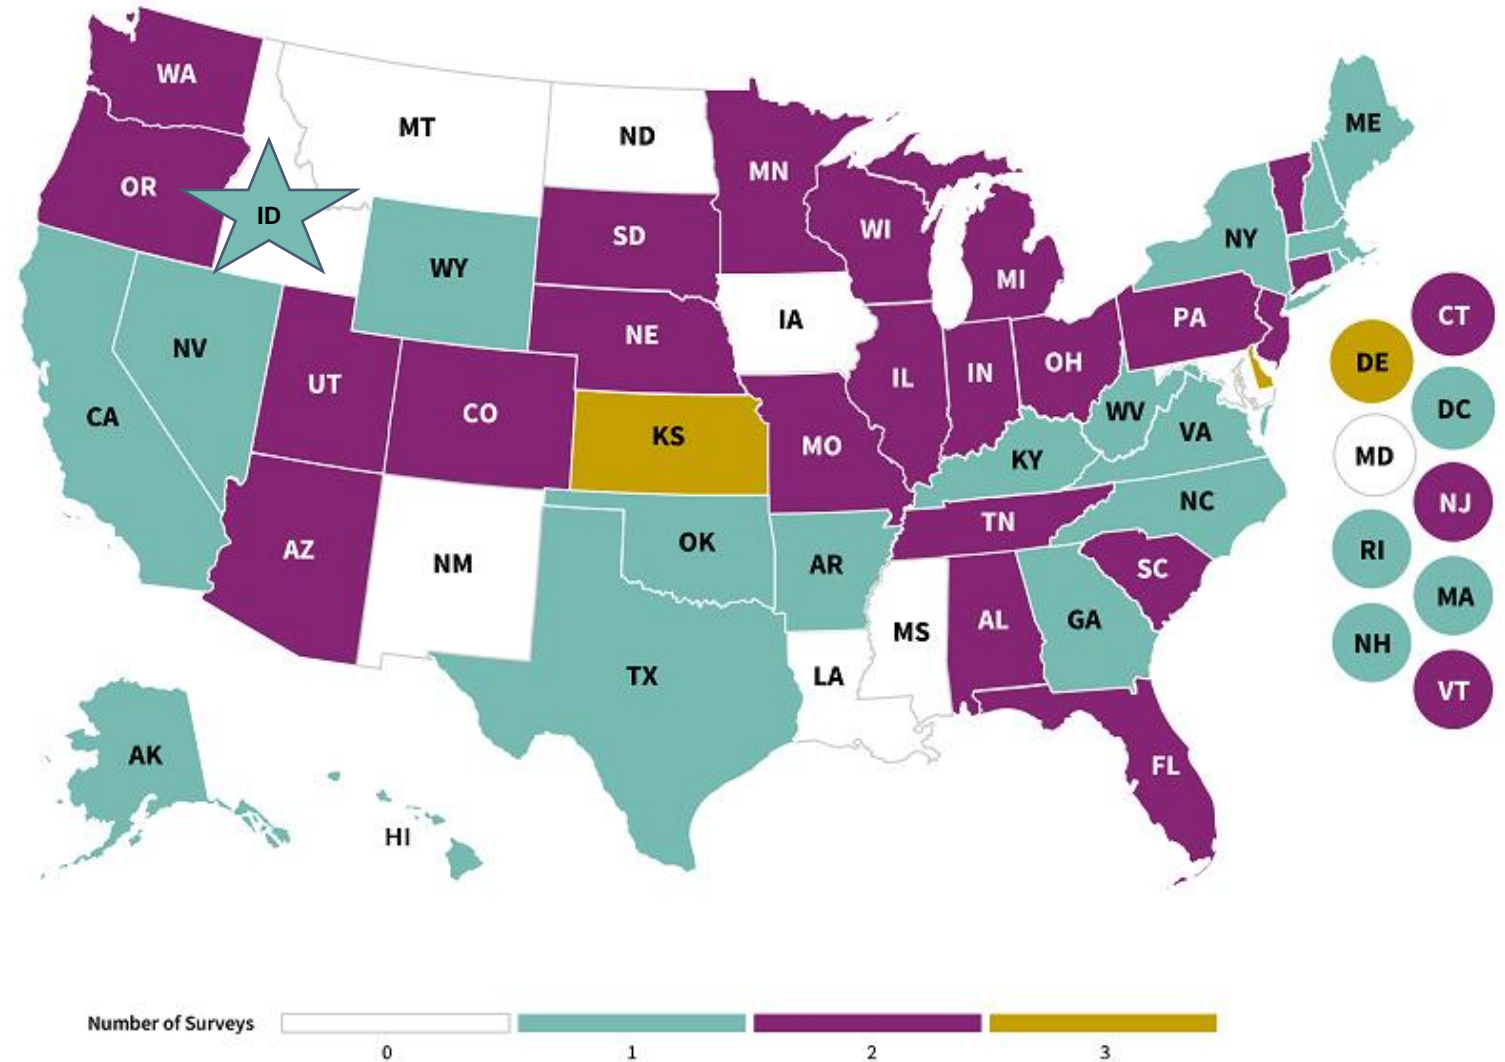 WA
MT
ND
MN
ME
OR
ID
SD
WI
NY
WY
MI
CT
IA
PA
NE
NV
DE
OH
IN
IL
UT
DC
CO
WV
CA
KS
VA
MO
MD
KY
NC
NJ
TN
OK
AZ
RI
NM
AR
SC
MA
GA
AL
MS
NH
TX
LA
VT
AK
FL
HI
Number of Surveys
0 1 2 3